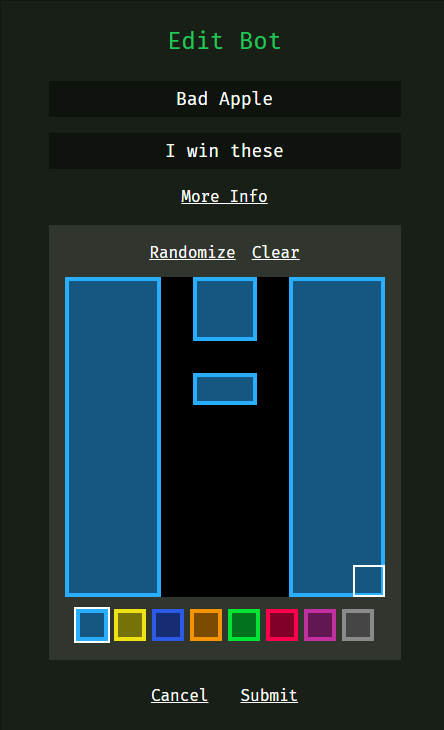 Edit Bot
Bad Apple
I win these
More Info
Randomize Clear
Cancel Submit